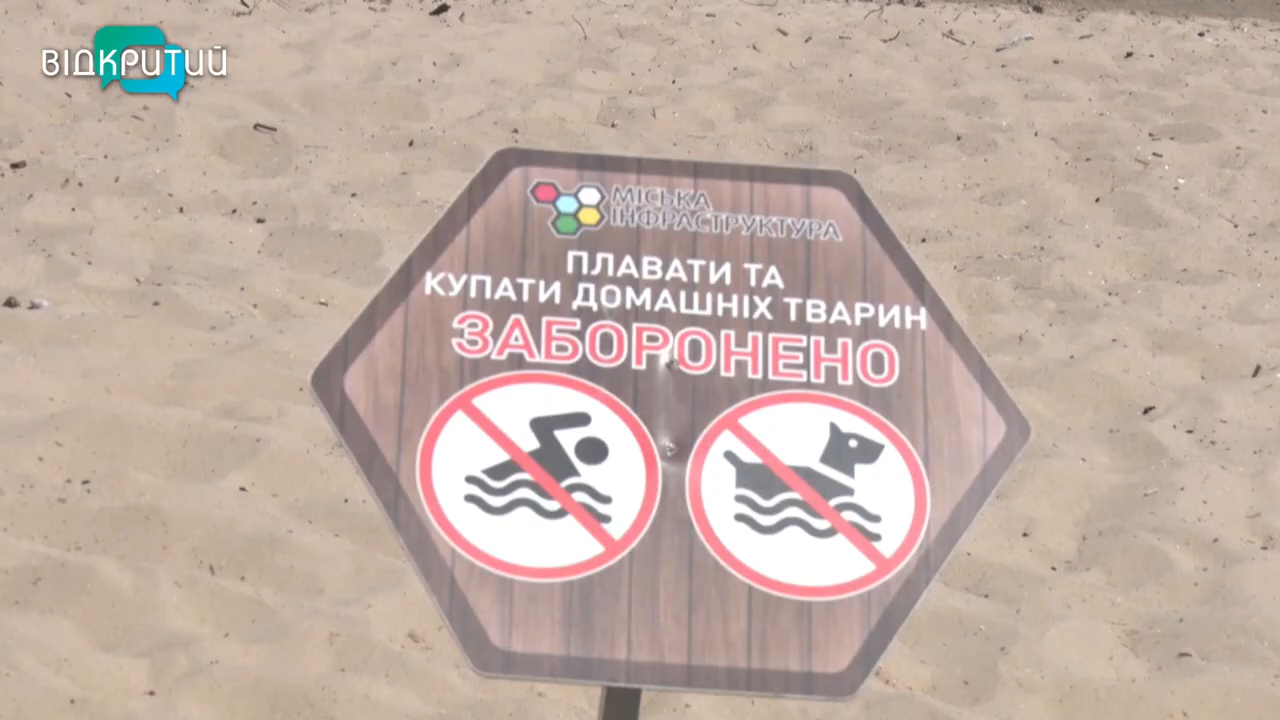 ВІДКРИТИЙ
МІСЬКА
ІНФРАСТРУКТУРА
ПЛАВАТИ ТА
КУПАТИ ДОМАШНІХ ТВАРИН
ЗАБОРОНЕНО